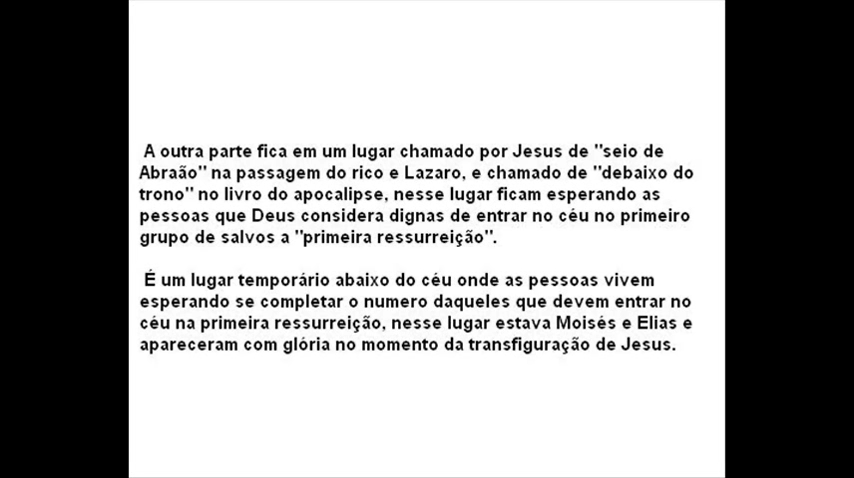 A outra parte fica em um lugar chamado por Jesus de "seio de
Abraão" na passagem do rico e Lazaro, e chamado de "debaixo do
trono" no livro do apocalipse, nesse lugar ficam esperando as
pessoas que Deus considera dignas de entrar no céu no primeiro
grupo de salvos a "primeira ressurreição".
É um lugar temporário abaixo do céu onde as pessoas vivem
esperando se completar o numero daqueles que devem entrar no
céu na primeira ressurreição, nesse lugar estava Moisés e Elias e
apareceram com glória no momento da transfiguração de Jesus.